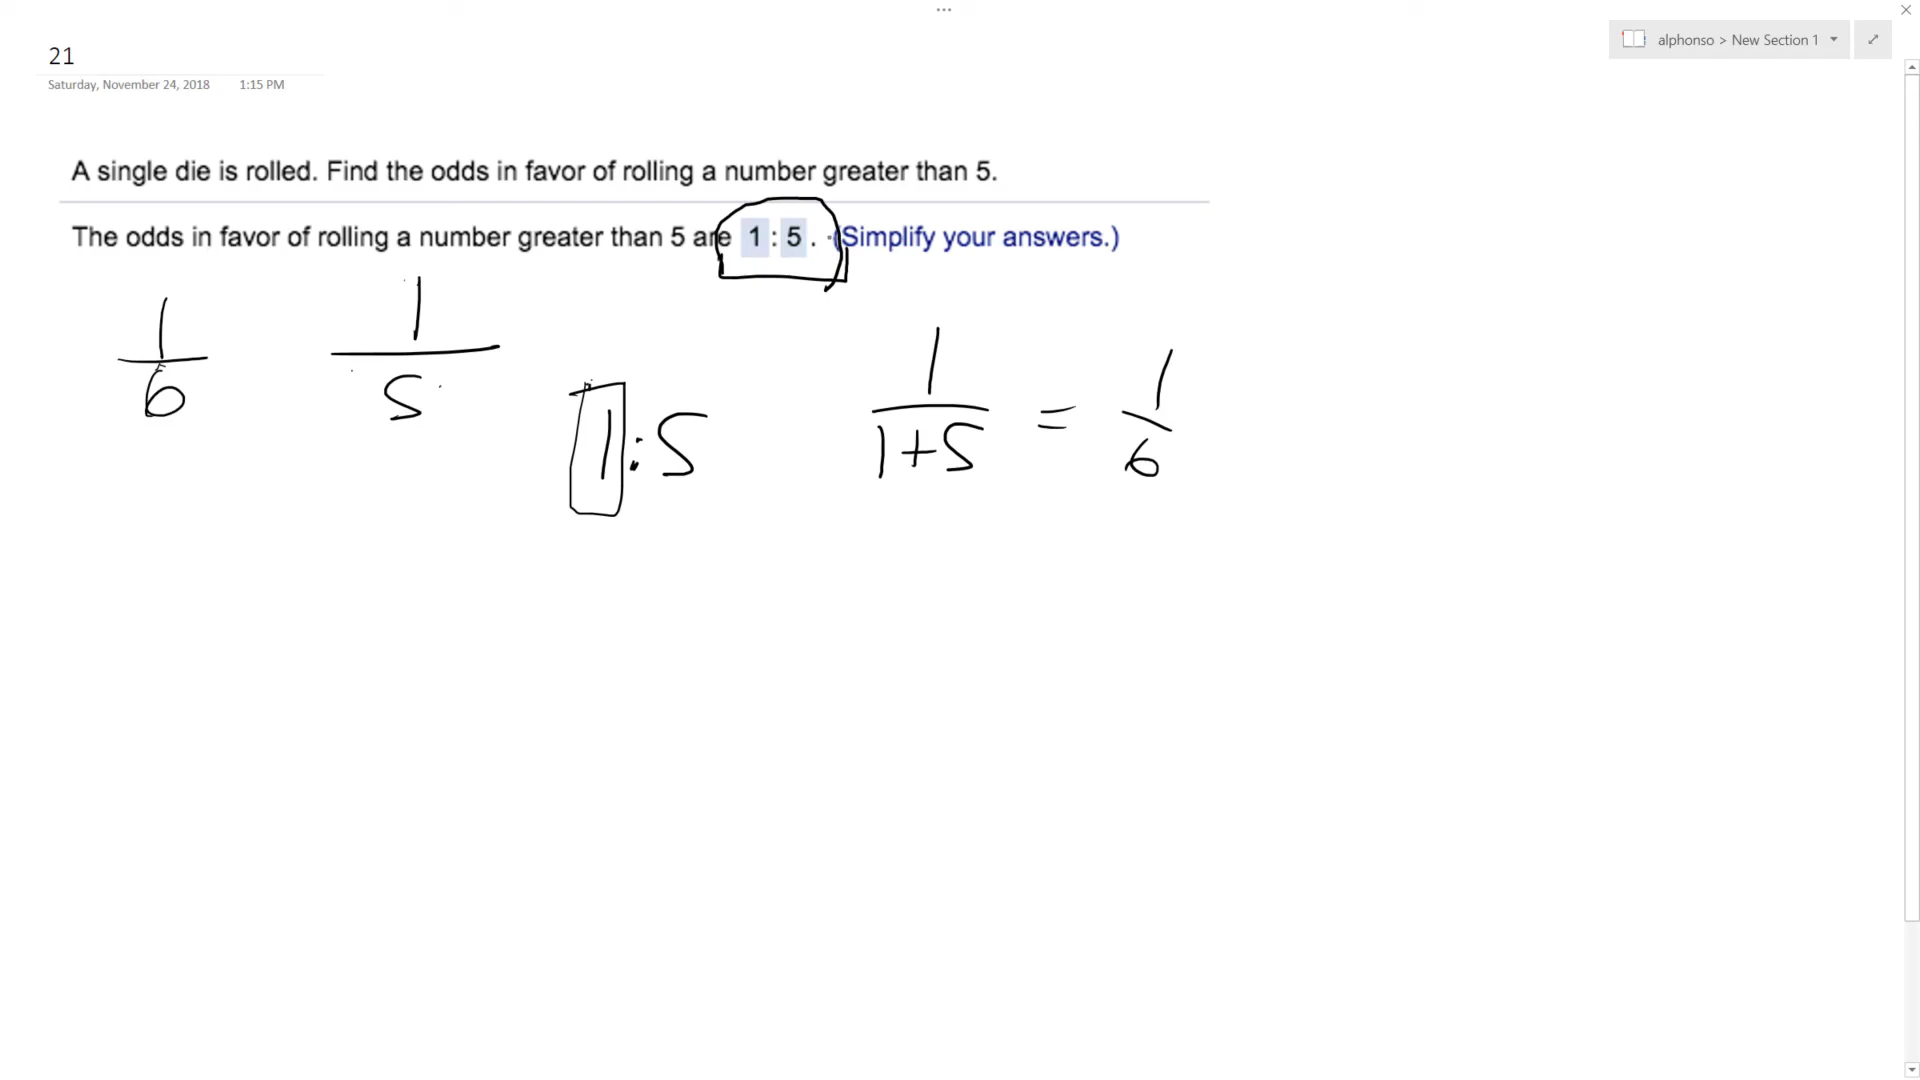 ...
21
alphonso > New Section 1
Saturday, November 24, 2018 1:15 PM
A single die is rolled. Find the odds in favor of rolling a number greater than 5.
The odds in favor of rolling a number greater than 5 are 1 : 5 . (Simplify your answers.)
1/6
1/5
1:5
1/(1+5) = 1/6